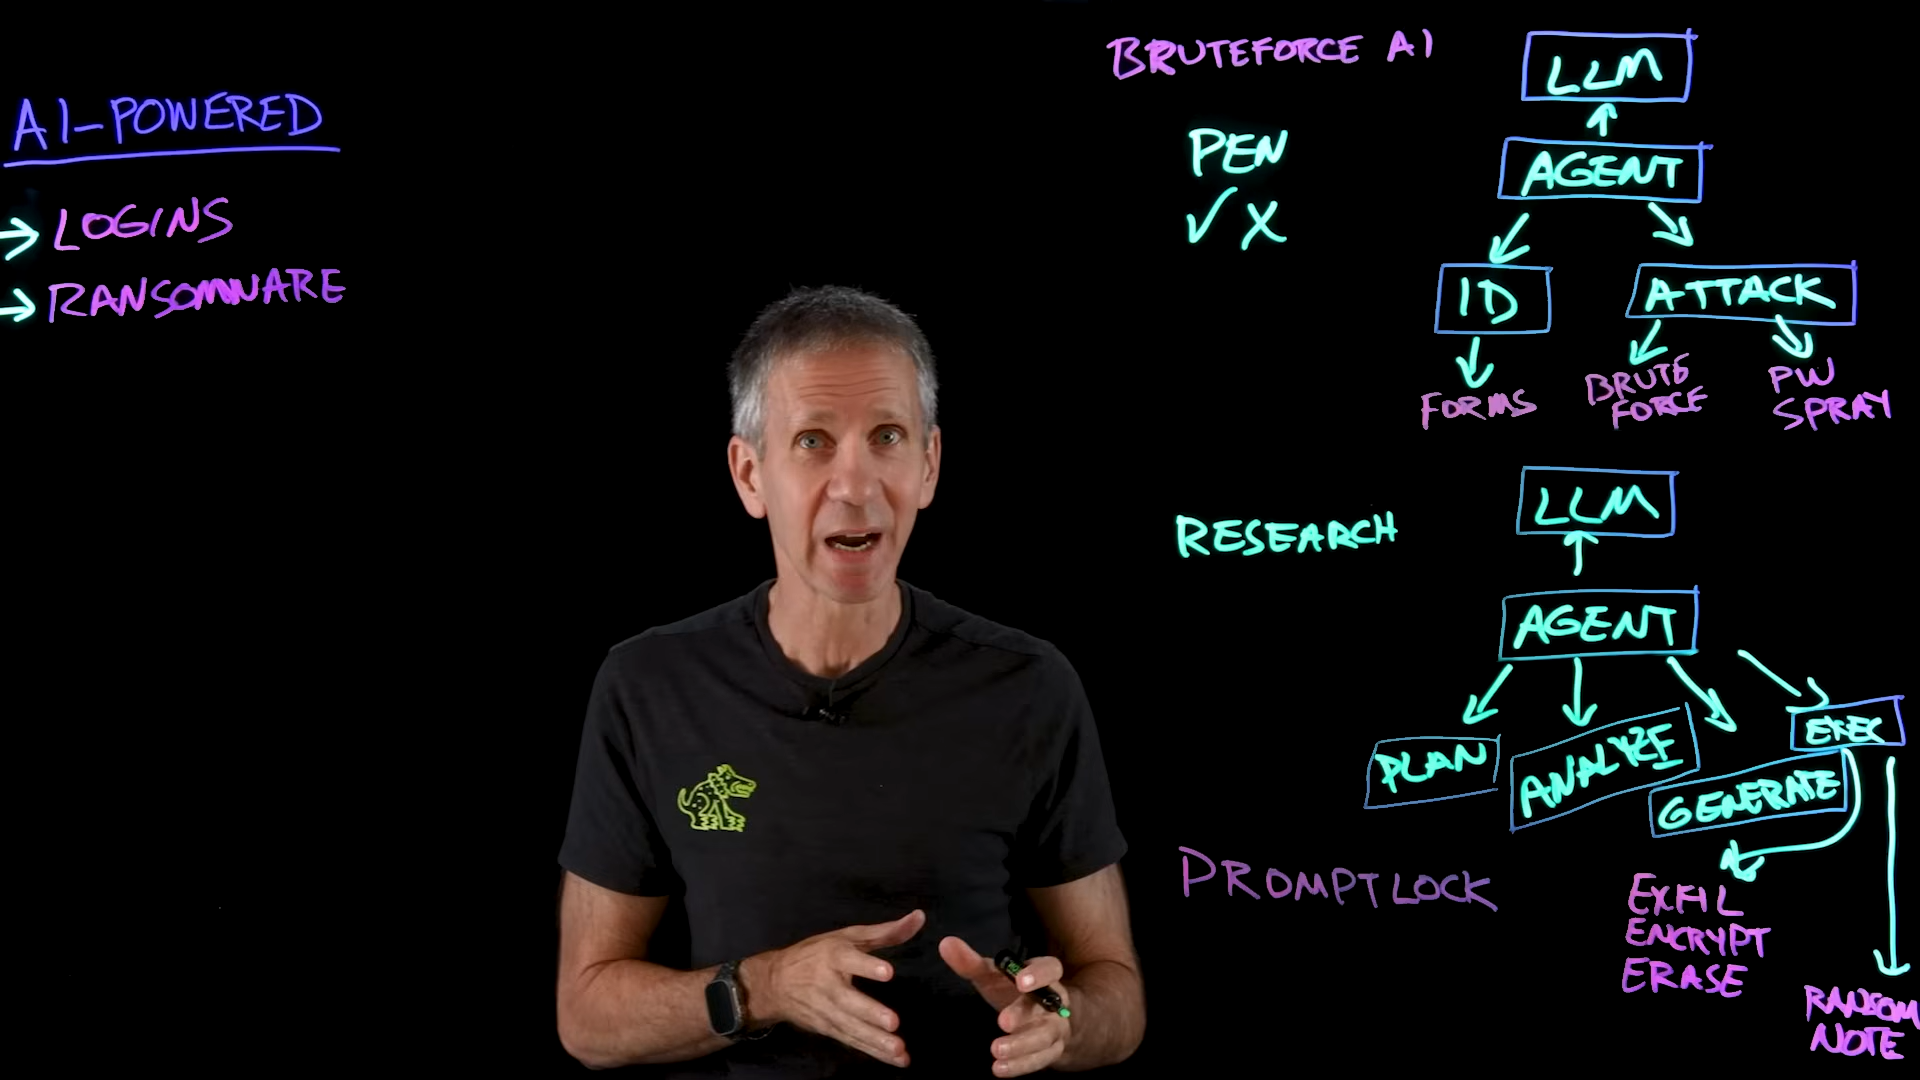 AI-POWERED
→ LOGINS
→ RANSOMWARE
BRUTEFORCE AI
PEN
✓ X
LLM
AGENT
ID
ATTACK
FORMS
BRUTE
FORCE
PW
SPRAY
RESEARCH
LLM
AGENT
PLAN
ANALYZE
GENERATE
EXEC
PROMPTLOCK
EXFIL
ENCRYPT
ERASE
RANSOM
NOTE